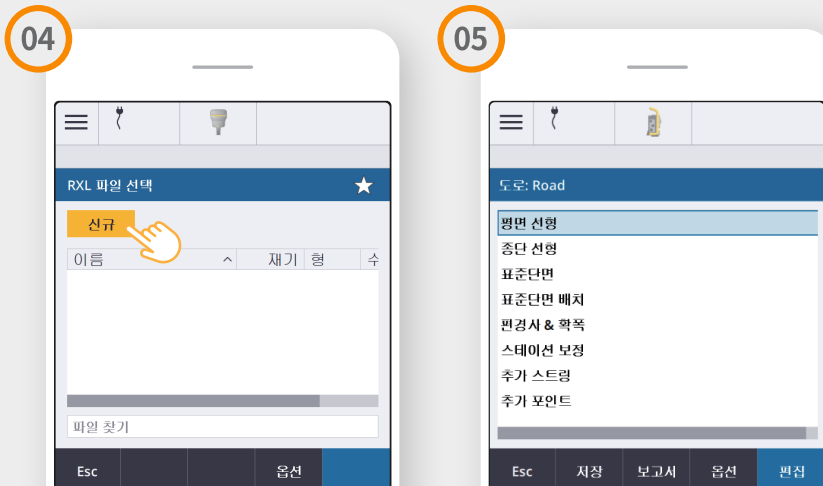 04
RXL 파일 선택
신규
이름 재기 형 수
파일 찾기
Esc 옵션
05
도로: Road
평면 선형
종단 선형
표준단면
표준단면 배치
편경사 & 확폭
스테이션 보정
추가 스트링
추가 포인트
Esc 저장 보고서 옵션 편집